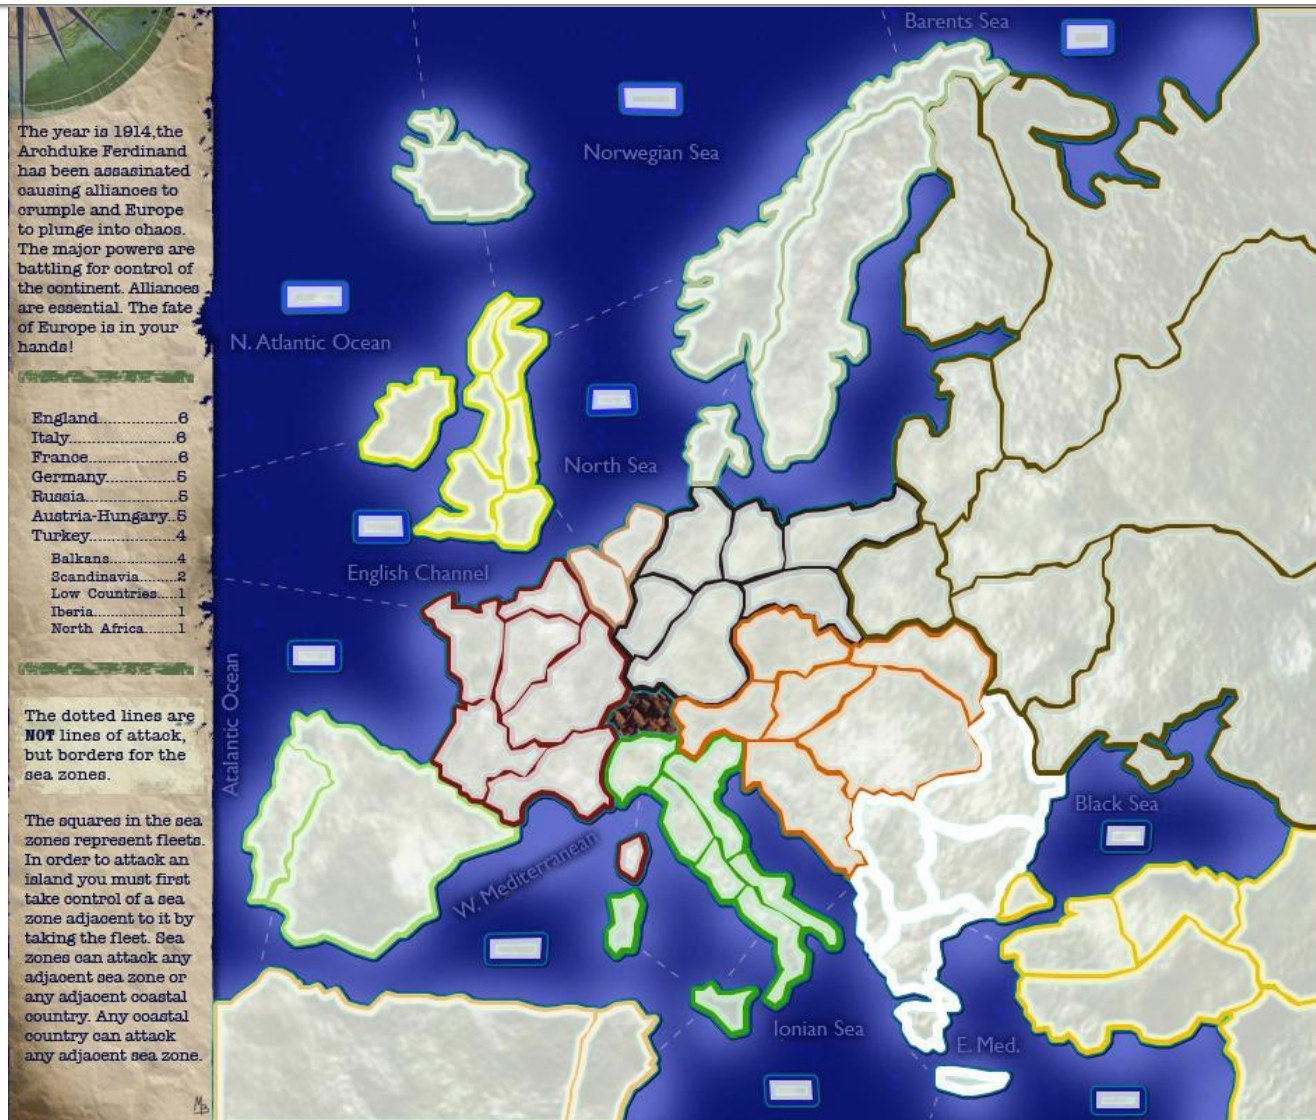 The year is 1914,the
Archduke Ferdinand
has been assasinated
causing alliances to
crumple and Europe
to plunge into chaos.
The major powers are
battling for control of
the continent. Alliances
are essential. The fate
of Europe is in your
hands!
England....................6
Italy.......................6
France.....................6
Germany..................5
Russia.....................5
Austria-Hungary..5
Turkey.....................4
Balkans.............4
Scandinavia........2
Low Countries.....1
Iberia.................1
North Africa........1
The dotted lines are
NOT lines of attack,
but borders for the
sea zones.
The squares in the sea
zones represent fleets.
In order to attack an
island you must first
take control of a sea
zone adjacent to it by
taking the fleet. Sea
zones can attack any
adjacent sea zone or
any adjacent coastal
country. Any coastal
country can attack
any adjacent sea zone.
Barents Sea
Norwegian Sea
N. Atlantic Ocean
North Sea
English Channel
Atalantic Ocean
W. Mediterranean
Black Sea
Ionian Sea
E. Med.